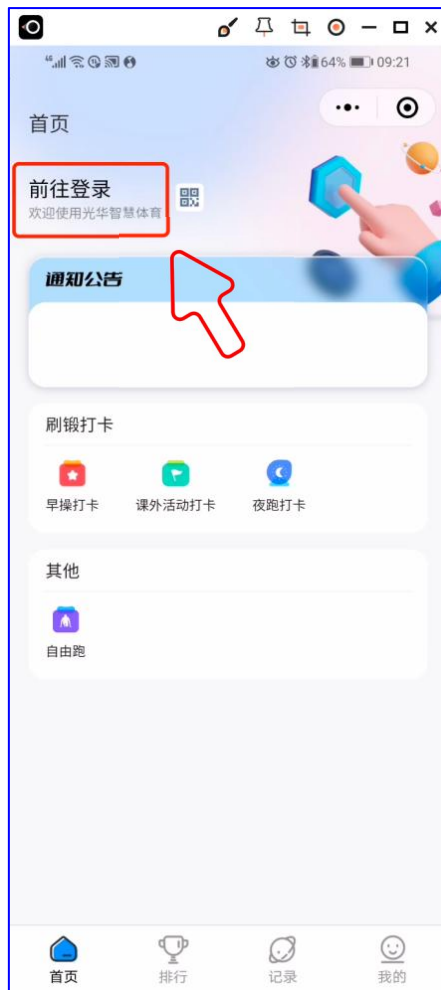 64% 09:21
首页
前往登录
欢迎使用光华智慧体育
通知公告
刷锻打卡
早操打卡 课外活动打卡 夜跑打卡
其他
自由跑
首页 排行 记录 我的